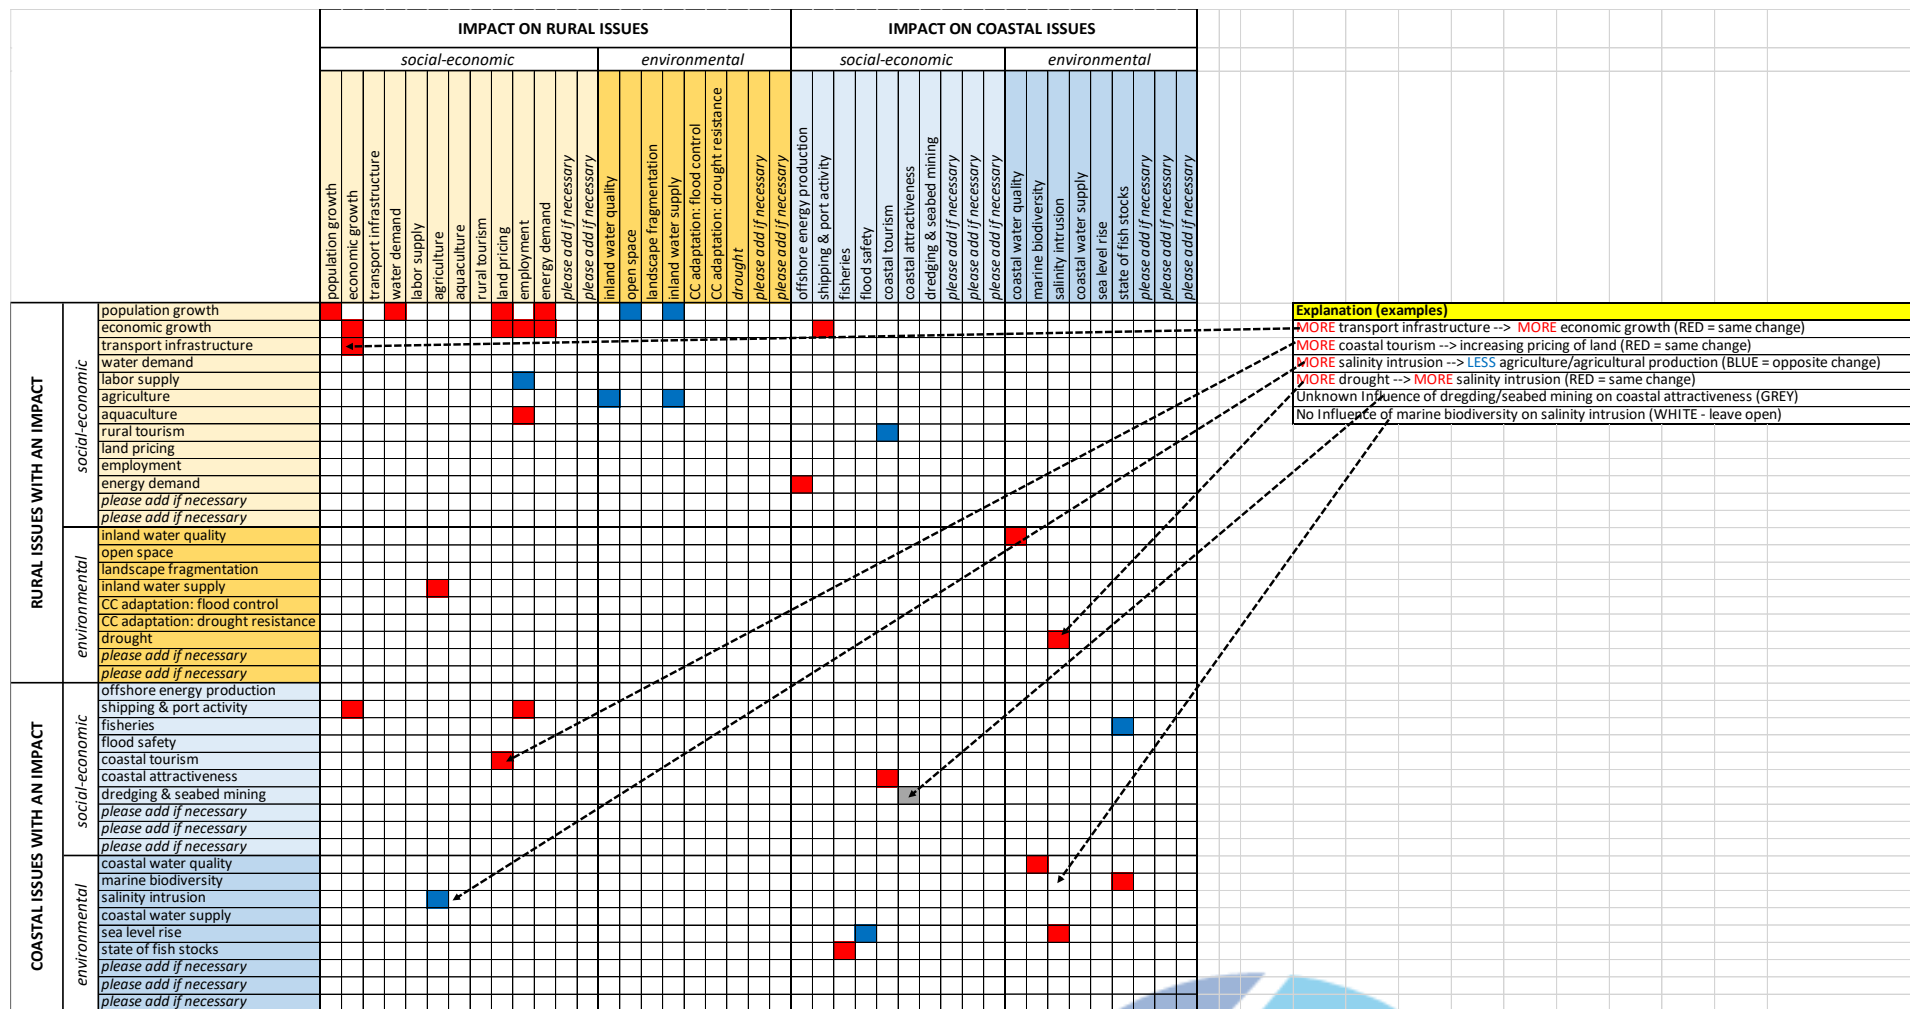 IMPACT ON RURAL ISSUES
IMPACT ON COASTAL ISSUES
social-economic
environmental
social-economic
environmental
population growth
economic growth
transport infrastructure
water demand
labor supply
agriculture
aquaculture
rural tourism
land pricing
employment
energy demand
please add if necessary
please add if necessary
inland water quality
open space
landscape fragmentation
inland water supply
CC adaptation: flood control
CC adaptation: drought resistance
drought
please add if necessary
please add if necessary
offshore energy production
shipping & port activity
fisheries
flood safety
coastal tourism
coastal attractiveness
dredging & seabed mining
please add if necessary
please add if necessary
please add if necessary
coastal water quality
marine biodiversity
salinity intrusion
coastal water supply
sea level rise
state of fish stocks
please add if necessary
please add if necessary
please add if necessary
RURAL ISSUES WITH AN IMPACT
social-economic
population growth
economic growth
transport infrastructure
water demand
labor supply
agriculture
aquaculture
rural tourism
land pricing
employment
energy demand
please add if necessary
please add if necessary
environmental
inland water quality
open space
landscape fragmentation
inland water supply
CC adaptation: flood control
CC adaptation: drought resistance
drought
please add if necessary
please add if necessary
COASTAL ISSUES WITH AN IMPACT
social-economic
offshore energy production
shipping & port activity
fisheries
flood safety
coastal tourism
coastal attractiveness
dredging & seabed mining
please add if necessary
please add if necessary
please add if necessary
environmental
coastal water quality
marine biodiversity
salinity intrusion
coastal water supply
sea level rise
state of fish stocks
please add if necessary
please add if necessary
please add if necessary
Explanation (examples)
MORE transport infrastructure --> MORE economic growth (RED = same change)
MORE coastal tourism --> increasing pricing of land (RED = same change)
MORE salinity intrusion --> LESS agriculture/agricultural production (BLUE = opposite change)
MORE drought --> MORE salinity intrusion (RED = same change)
Unknown Influence of dregding/seabed mining on coastal attractiveness (GREY)
No Influence of marine biodiversity on salinity intrusion (WHITE - leave open)